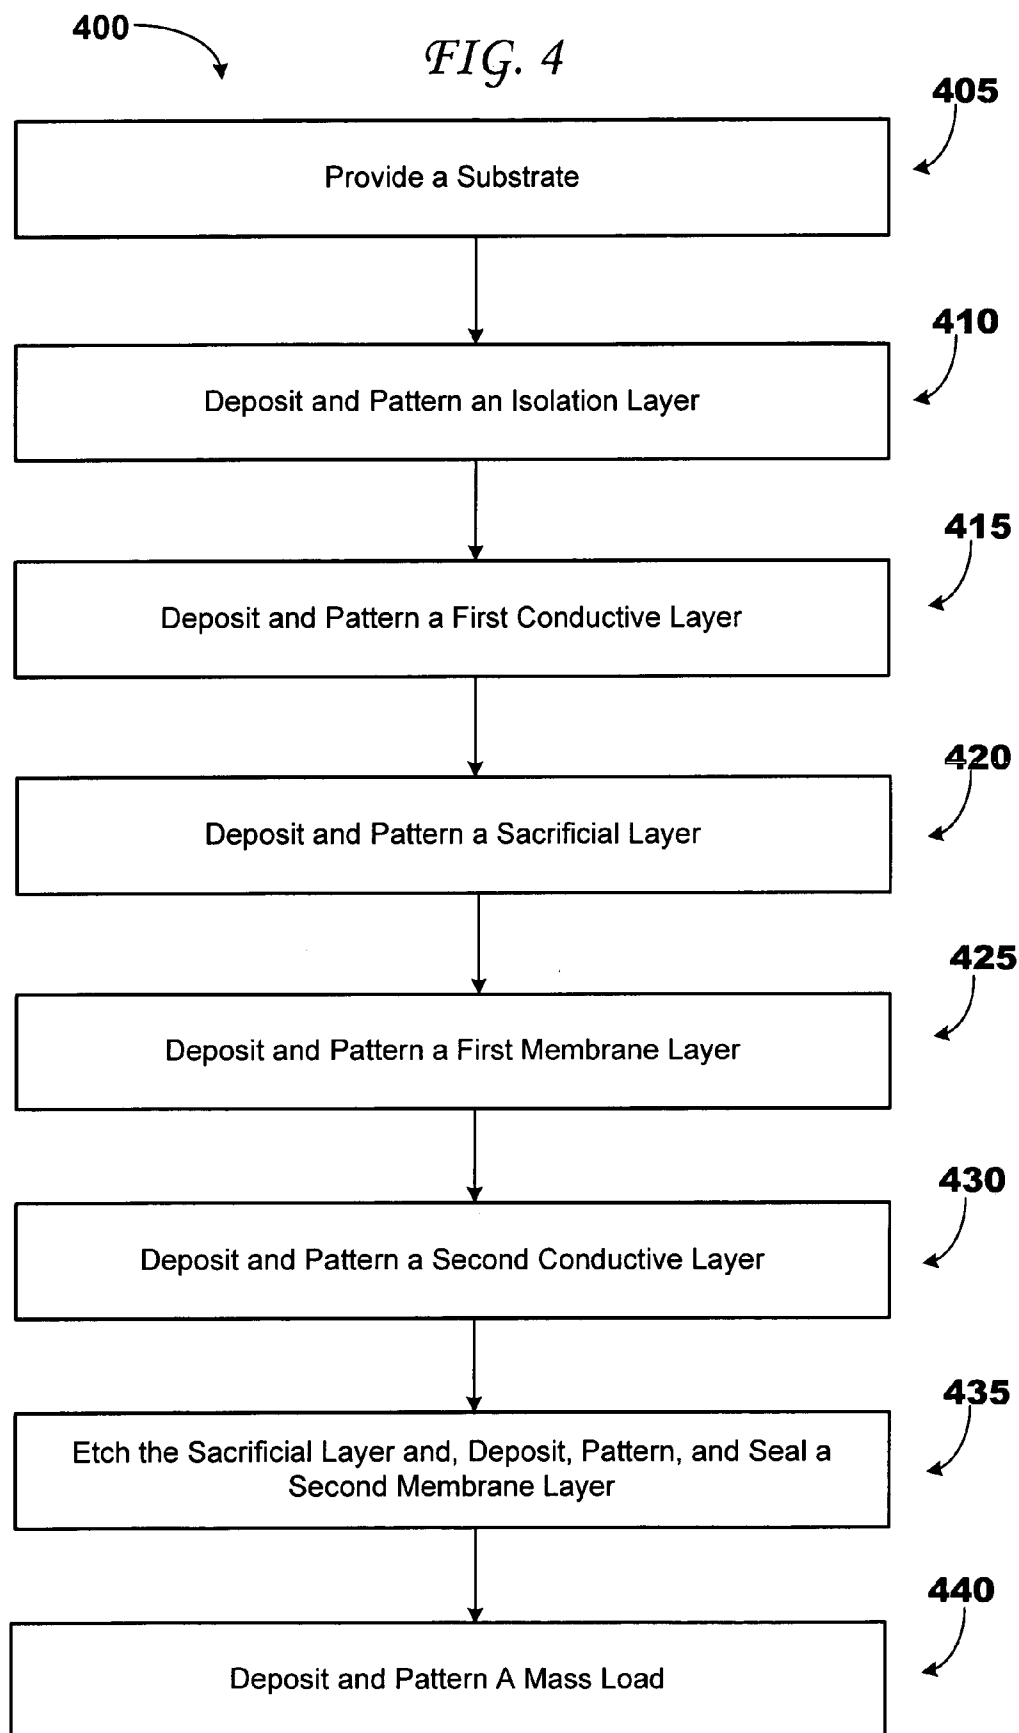 400
FIG. 4
405
Provide a Substrate
410
Deposit and Pattern an Isolation Layer
415
Deposit and Pattern a First Conductive Layer
420
Deposit and Pattern a Sacrificial Layer
425
Deposit and Pattern a First Membrane Layer
430
Deposit and Pattern a Second Conductive Layer
435
Etch the Sacrificial Layer and, Deposit, Pattern, and Seal a
Second Membrane Layer
440
Deposit and Pattern A Mass Load